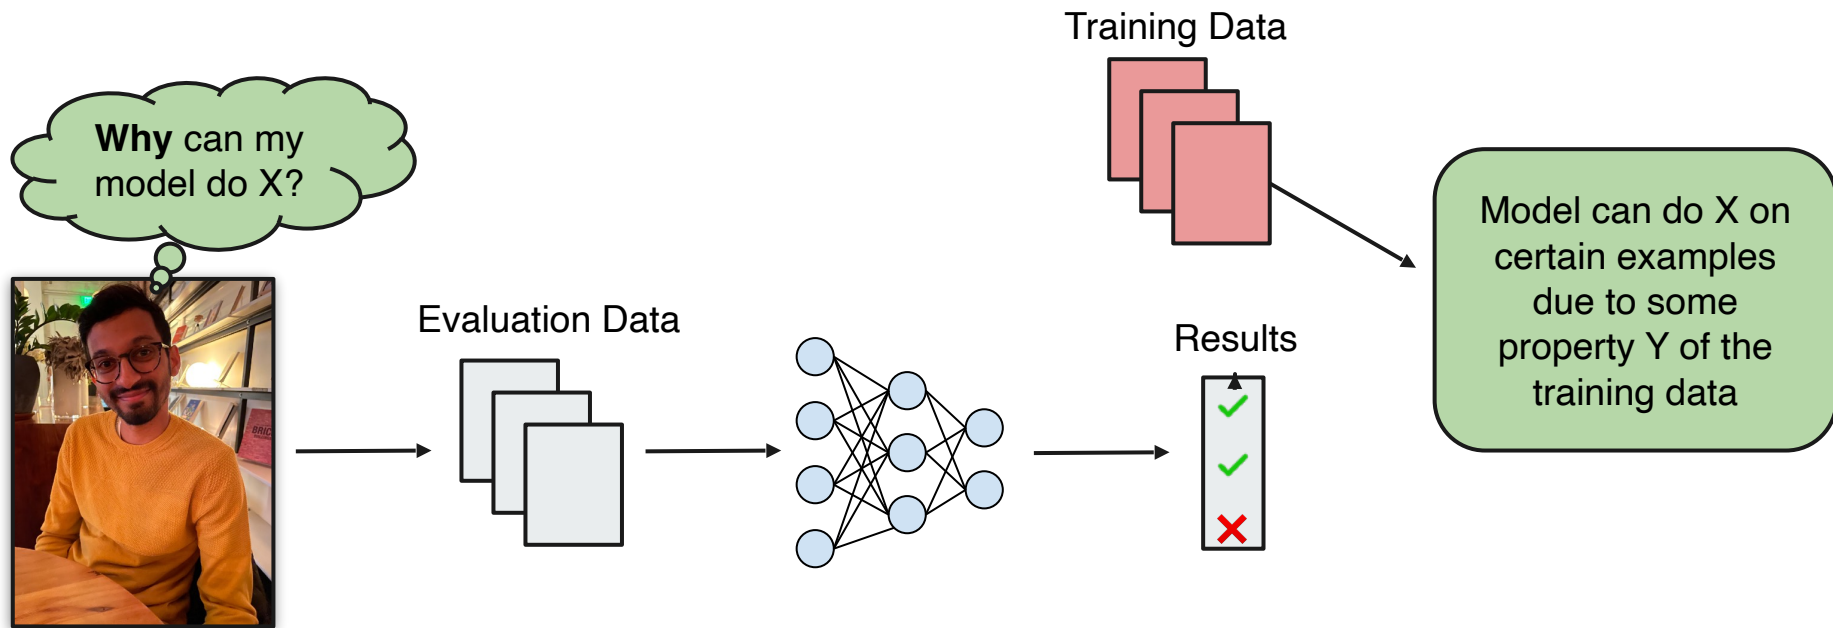 Training Data
Why can my
model do X?
Model can do X on
certain examples
due to some
property Y of the
training data
Evaluation Data
Results
BRIC